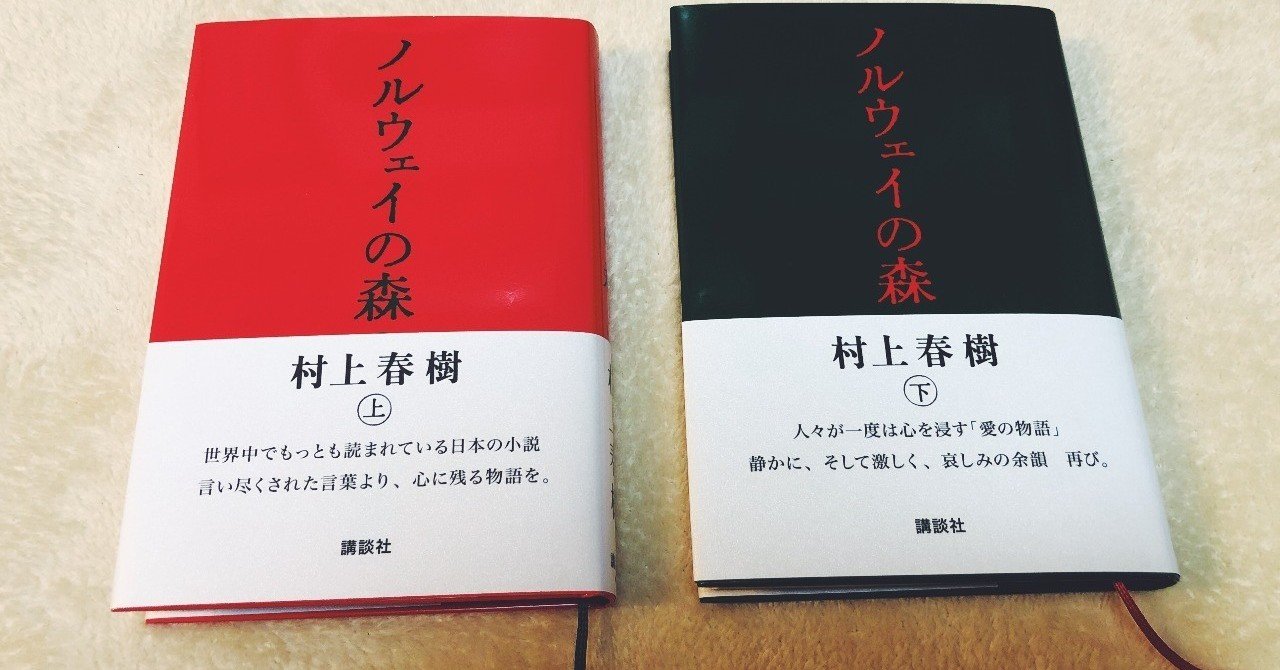 ノルウェイの森
村上春樹
上
世界中でもっとも読まれている日本の小説
言い尽くされた言葉より、心に残る物語を。
講談社
ノルウェイの森
村上春樹
下
人々が一度は心を浸す「愛の物語」
静かに、そして激しく、哀しみの余韻　再び。
講談社